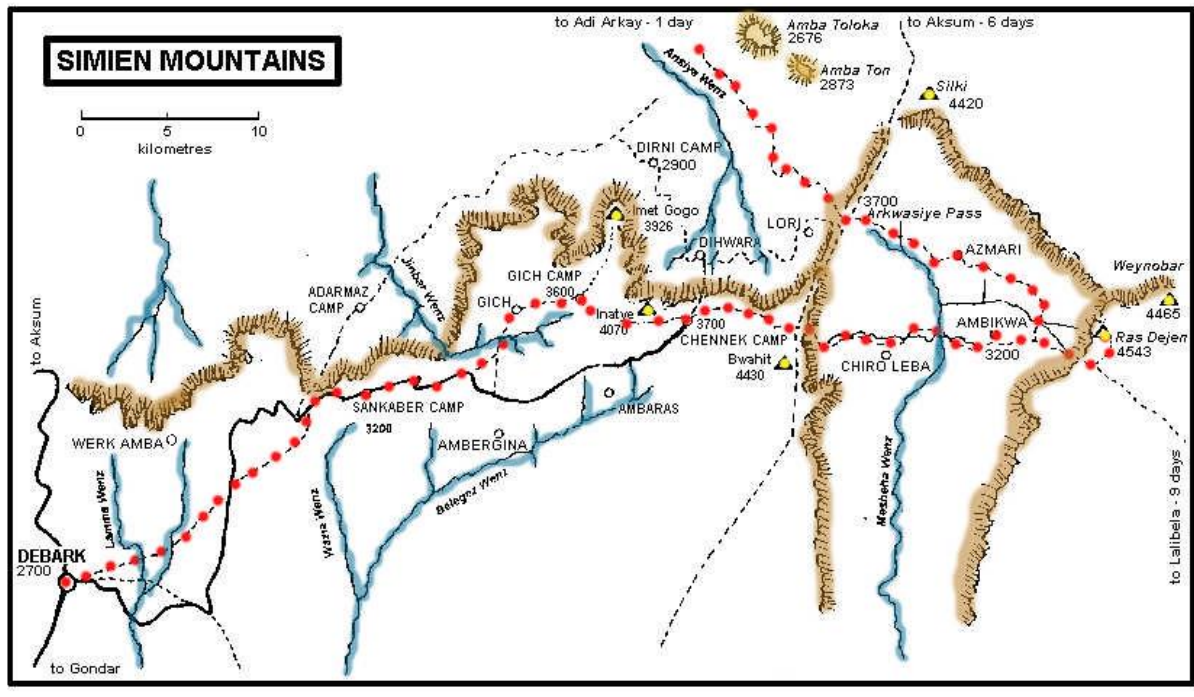 SIMIEN MOUNTAINS
0 5 10
kilometres
to Adi Arkay - 1 day
Amba Toloka
2676
to Aksum - 6 days
Ansiya Wenz
Amba Ton
2873
Silki
4420
DIRNI CAMP
2900
Imet Gogo
3926
LORI
3700
Arkwasiye Pass
DIHWARA
AZMARI
Weynobar
4465
Jinbar Wenz
GICH CAMP
3600
ADARMAZ
CAMP
GICH
Inatye
4070
3700
CHENNEK CAMP
AMBIKWA
3200
Ras Dejen
4543
Bwahit
4430
CHIRO LEBA
to Aksum
SANKABER CAMP
3200
AMBARAS
WERK AMBA
AMBERGINA
Lamma Wenz
Wazra Wenz
Belegez Wenz
Mesheha Wenz
to Lalibela - 9 days
DEBARK
2700
to Gondar